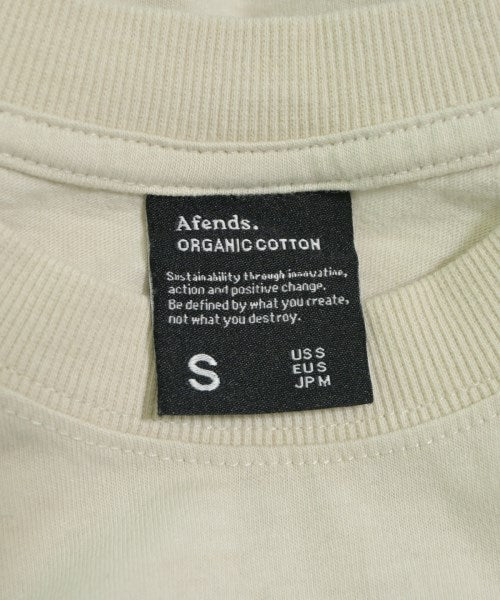 Afends.
ORGANIC COTTON
Sustainability through innovation,
action and positive change.
Be defined by what you create,
not what you destroy.
S
US S
EU S
JP M